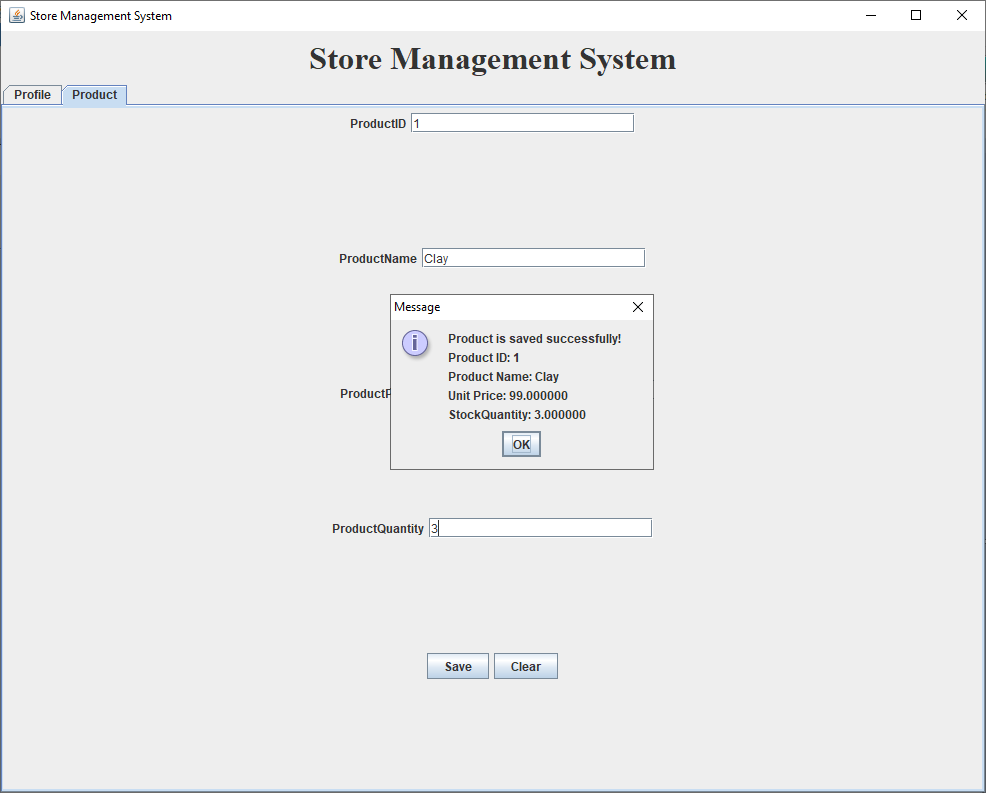 Store Management System
Store Management System
Profile Product
ProductID 1
ProductName Clay
Message
Product is saved successfully!
Product ID: 1
Product Name: Clay
Unit Price: 99.000000
StockQuantity: 3.000000
OK
ProductQuantity 3
Save Clear